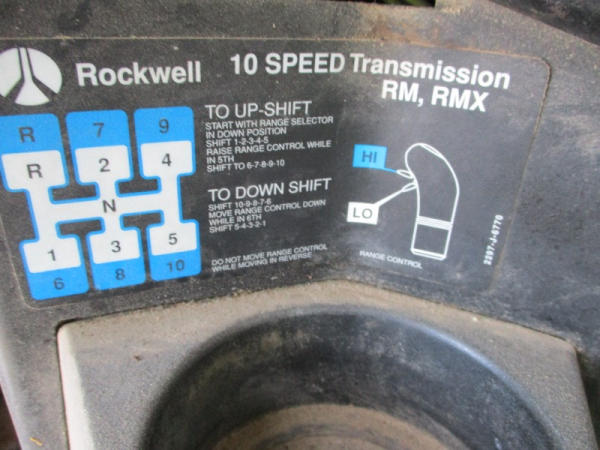 Rockwell 10 SPEED Transmission
RM, RMX
R 7 9
R 2 4
N
1 3 5
6 8 10
TO UP-SHIFT
START WITH RANGE SELECTOR
IN DOWN POSITION
SHIFT 1-2-3-4-5
RAISE RANGE CONTROL WHILE
IN 5TH
SHIFT TO 6-7-8-9-10
TO DOWN SHIFT
SHIFT 10-9-8-7-6
MOVE RANGE CONTROL DOWN
WHILE IN 6TH
SHIFT 5-4-3-2-1
DO NOT MOVE RANGE CONTROL
WHILE MOVING IN REVERSE
HI
LO
RANGE CONTROL
2297-J-6770